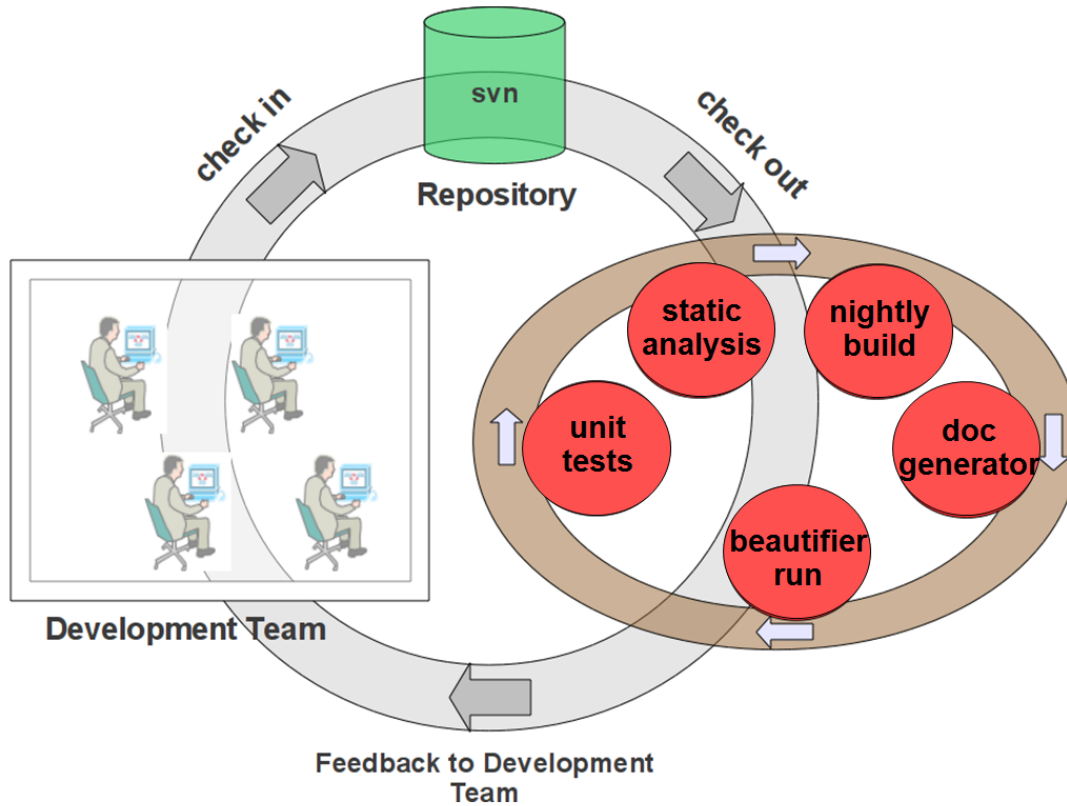 svn
check in
check out
Repository
static
analysis
nightly
build
unit
tests
doc
generator
beautifier
run
Development Team
Feedback to Development
Team